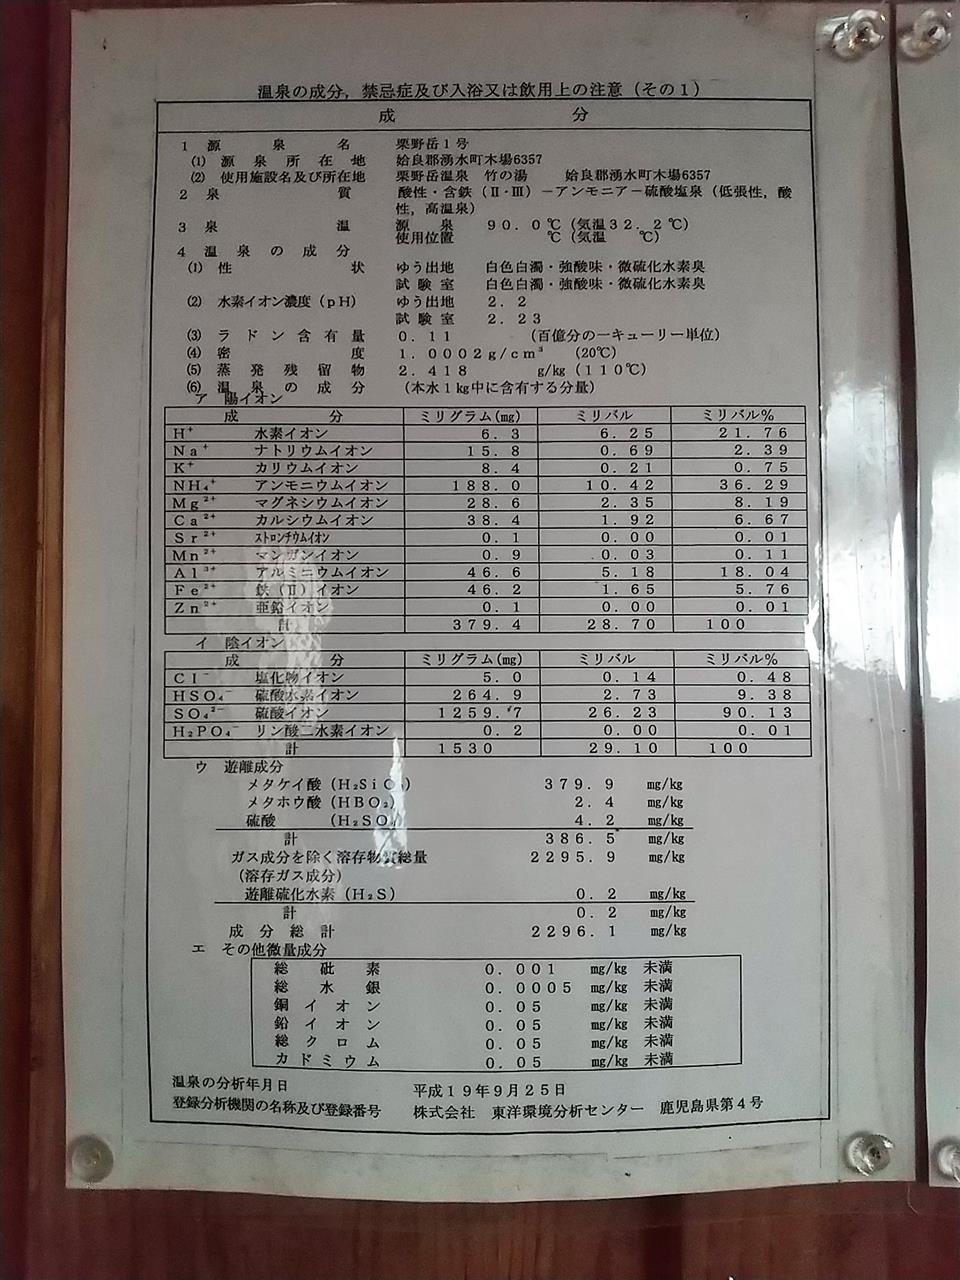 温泉の成分，禁忌症及び入浴又は飲用上の注意（その１）
成　　　分
１　源　泉　名　栗野岳１号
(1)　源泉所在地　姶良郡湧水町木場6357
(2)　使用施設名及び所在地　栗野岳温泉　竹の湯　姶良郡湧水町木場6357
２　泉　質　酸性・含鉄（Ⅱ・Ⅲ）－アンモニア－硫酸塩泉（低張性，酸
性，高温泉）
３　泉　温　源　泉　９０．０℃（気温３２．２℃）
使用位置　℃（気温　℃）
４　温泉の成分
(1)　性　状　ゆう出地　白色白濁・強酸味・微硫化水素臭
試験室　白色白濁・強酸味・微硫化水素臭
(2)　水素イオン濃度（ｐＨ）　ゆう出地　２．２
試験室　２．２３
(3)　ラドン含有量　０．１１　（百億分の一キューリー単位）
(4)　密　度　１．０００２ｇ/ｃｍ³　（20℃）
(5)　蒸発残留物　２．４１８　g/kg（１１０℃）
(6)　温泉の成分　（本水１kg中に含有する分量）
ア　陽イオン
成　分　ミリグラム(mg)　ミリバル　ミリバル％
Ｈ⁺　水素イオン　６．３　６．２５　２１．７６
Ｎａ⁺　ナトリウムイオン　１５．８　０．６９　２．３９
Ｋ⁺　カリウムイオン　８．４　０．２１　０．７５
ＮＨ₄⁺　アンモニウムイオン　１８８．０　１０．４２　３６．２９
Ｍｇ²⁺　マグネシウムイオン　２８．６　２．３５　８．１９
Ｃａ²⁺　カルシウムイオン　３８．４　１．９２　６．６７
Ｓｒ²⁺　ｽﾄﾛﾝﾁｳﾑｲｵﾝ　０．１　０．００　０．０１
Ｍｎ²⁺　マンガンイオン　０．９　０．０３　０．１１
Ａｌ³⁺　アルミニウムイオン　４６．６　５．１８　１８．０４
Ｆｅ²⁺　鉄（Ⅱ）イオン　４６．２　１．６５　５．７６
Ｚｎ²⁺　亜鉛イオン　０．１　０．００　０．０１
計　３７９．４　２８．７０　１００
イ　陰イオン
成　分　ミリグラム(mg)　ミリバル　ミリバル％
Ｃｌ⁻　塩化物イオン　５．０　０．１４　０．４８
ＨＳＯ₄⁻　硫酸水素イオン　２６４．９　２．７３　９．３８
ＳＯ₄²⁻　硫酸イオン　１２５９．７　２６．２３　９０．１３
Ｈ₂ＰＯ₄⁻　リン酸二水素イオン　０．２　０．００　０．０１
計　１５３０　２９．１０　１００
ウ　遊離成分
メタケイ酸（Ｈ₂ＳｉＯ₃）　３７９．９　mg/kg
メタホウ酸（ＨＢＯ₂）　２．４　mg/kg
硫酸　（Ｈ₂ＳＯ₄）　４．２　mg/kg
計　３８６．５　mg/kg
ガス成分を除く溶存物質総量　２２９５．９　mg/kg
（溶存ガス成分）
遊離硫化水素（Ｈ₂Ｓ）　０．２　mg/kg
計　０．２　mg/kg
成分総計　２２９６．１　mg/kg
エ　その他微量成分
総砒素　０．００１　mg/kg　未満
総水銀　０．０００５　mg/kg　未満
銅イオン　０．０５　mg/kg　未満
鉛イオン　０．０５　mg/kg　未満
総クロム　０．０５　mg/kg　未満
カドミウム　０．０５　mg/kg　未満
温泉の分析年月日　平成１９年９月２５日
登録分析機関の名称及び登録番号　株式会社　東洋環境分析センター　鹿児島県第４号